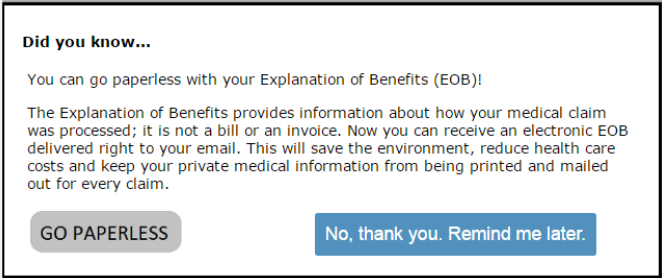 Did you know...
You can go paperless with your Explanation of Benefits (EOB)!
The Explanation of Benefits provides information about how your medical claim
was processed; it is not a bill or an invoice. Now you can receive an electronic EOB
delivered right to your email. This will save the environment, reduce health care
costs and keep your private medical information from being printed and mailed
out for every claim.
GO PAPERLESS
No, thank you. Remind me later.